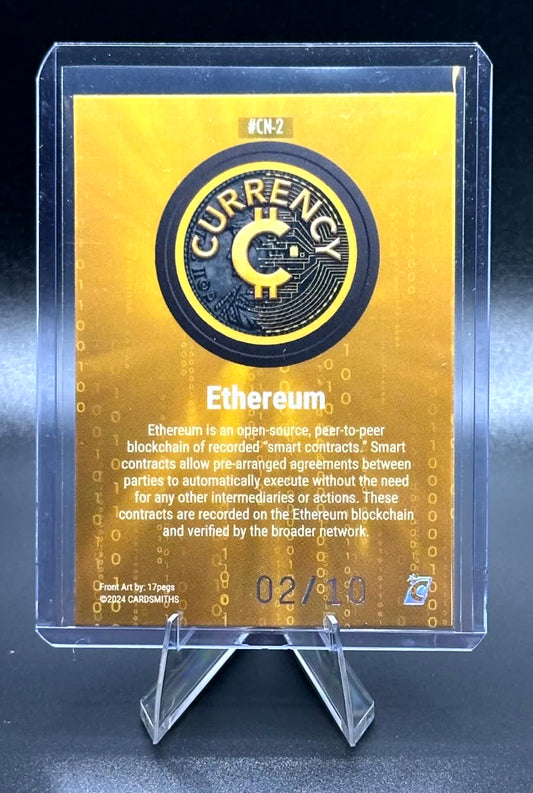 #CN-2
CURRENCY
Ethereum
Ethereum is an open-source, peer-to-peer
blockchain of recorded "smart contracts." Smart
contracts allow pre-arranged agreements between
parties to automatically execute without the need
for any other intermediaries or actions. These
contracts are recorded on the Ethereum blockchain
and verified by the broader network.
Front Art by: 17pegs
©2024 CARDSMITHS
02/10